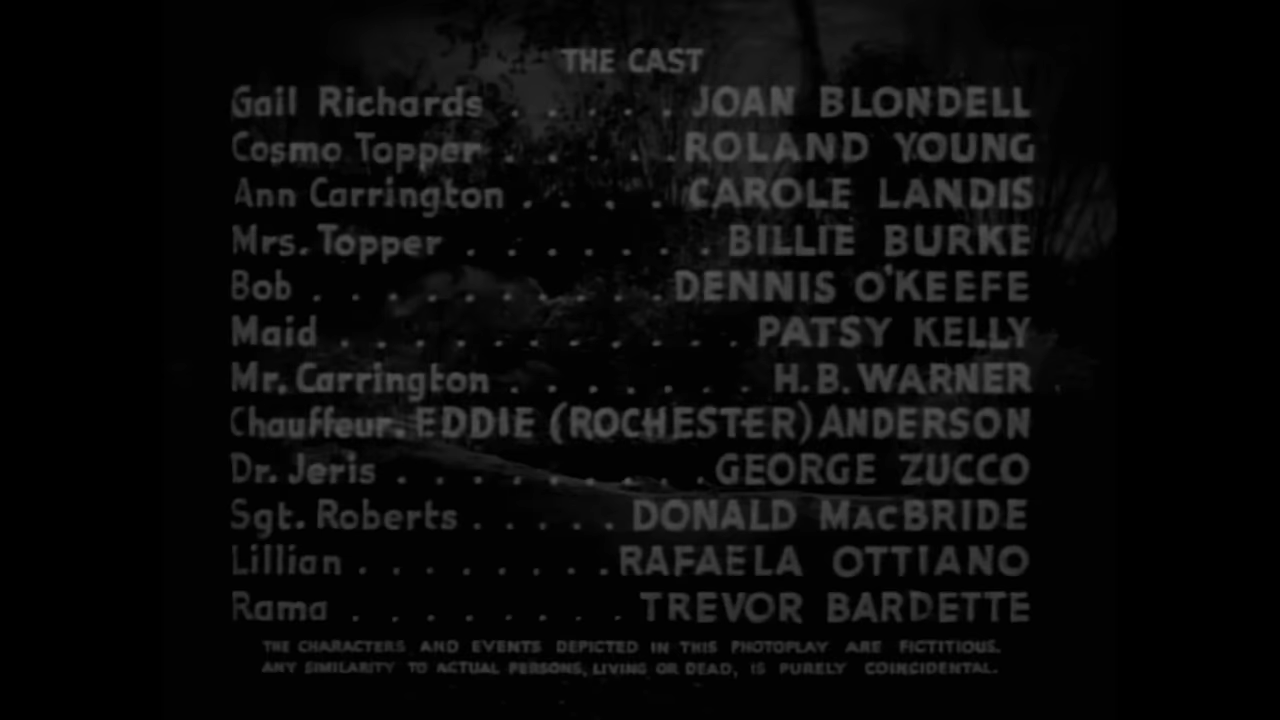 THE CAST
Gail Richards . . . . . JOAN BLONDELL
Cosmo Topper . . . . . ROLAND YOUNG
Ann Carrington . . . . CAROLE LANDIS
Mrs. Topper . . . . . . . BILLIE BURKE
Bob . . . . . . . . . . DENNIS O'KEEFE
Maid . . . . . . . . . . . PATSY KELLY
Mr. Carrington . . . . . . . H.B. WARNER
Chauffeur. EDDIE (ROCHESTER) ANDERSON
Dr. Jeris . . . . . . . . . GEORGE ZUCCO
Sgt. Roberts . . . . . DONALD MACBRIDE
Lillian . . . . . . . . RAFAELA OTTIANO
Rama . . . . . . . . TREVOR BARDETTE
THE CHARACTERS AND EVENTS DEPICTED IN THIS PHOTOPLAY ARE FICTITIOUS.
ANY SIMILARITY TO ACTUAL PERSONS, LIVING OR DEAD, IS PURELY COINCIDENTAL.